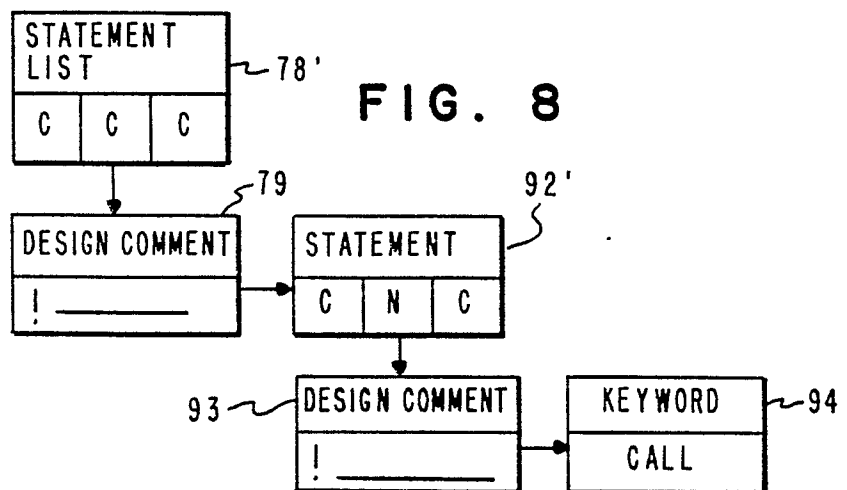 STATEMENT
LIST
78'
C C C
FIG. 8
79
92'
DESIGN COMMENT
STATEMENT
!
C N C
93
DESIGN COMMENT
KEYWORD
94
!
CALL